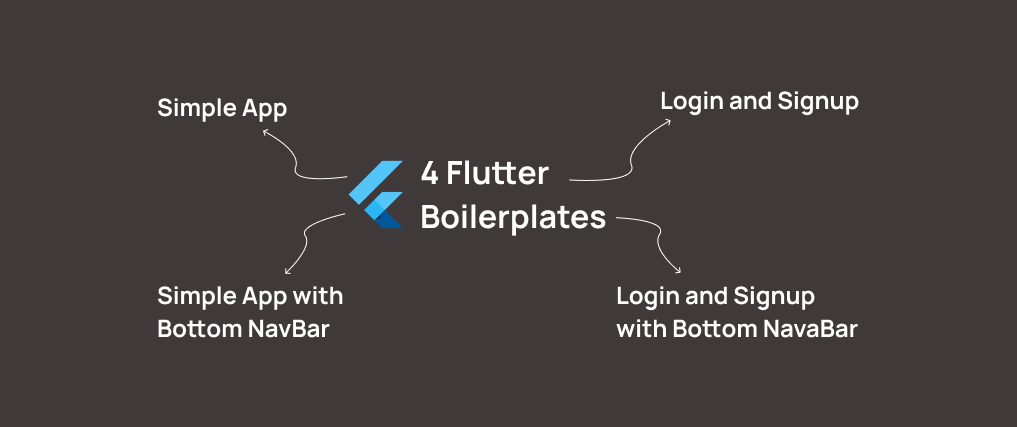 Simple App
Login and Signup
4 Flutter
Boilerplates
Simple App with
Bottom NavBar
Login and Signup
with Bottom NavaBar